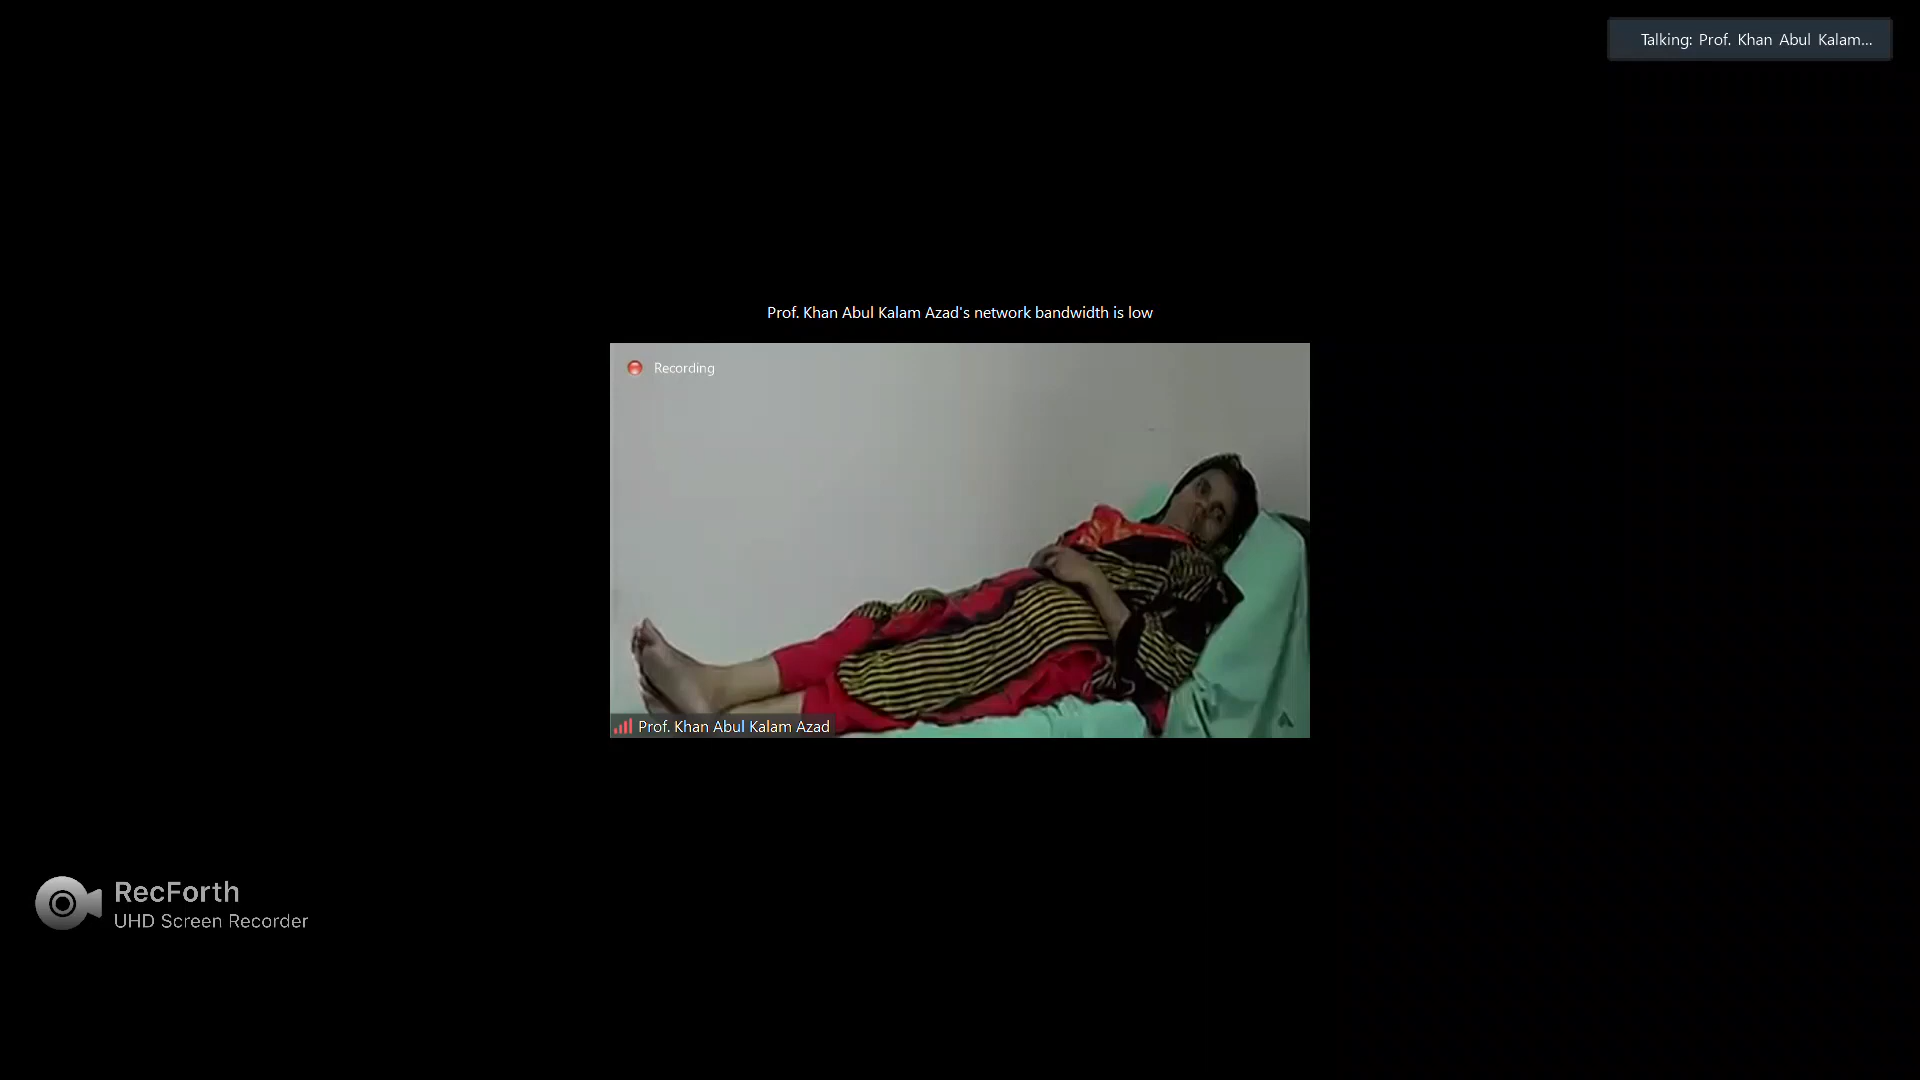 Talking: Prof. Khan Abul Kalam...
Prof. Khan Abul Kalam Azad's network bandwidth is low
Recording
Prof. Khan Abul Kalam Azad
RecForth
UHD Screen Recorder